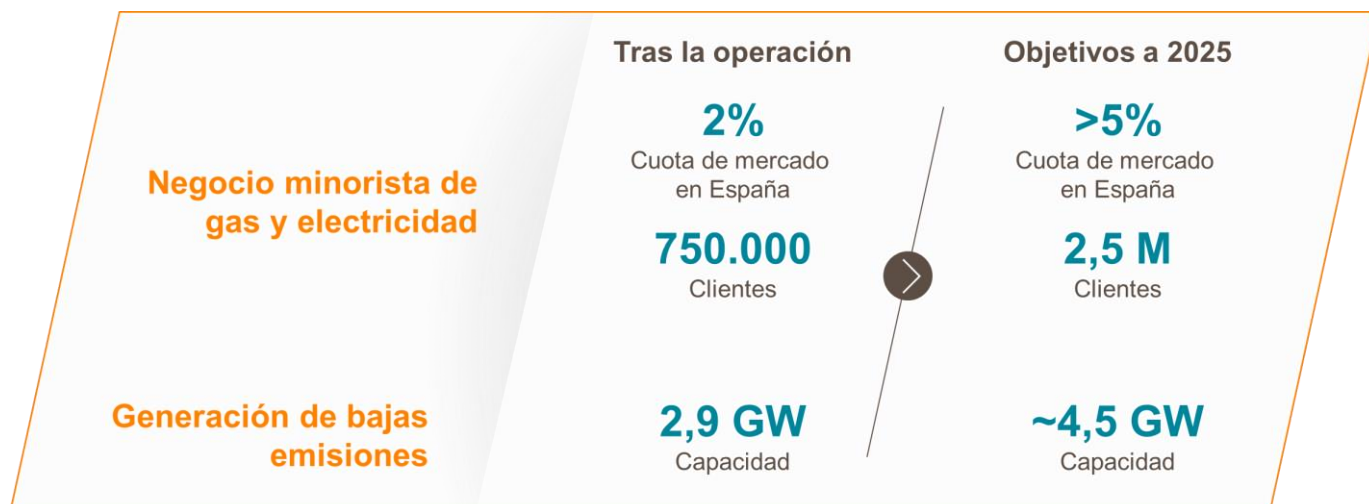 Tras la operación
Objetivos a 2025
Negocio minorista de
gas y electricidad
2%
Cuota de mercado
en España
750.000
Clientes
>5%
Cuota de mercado
en España
2,5 M
Clientes
Generación de bajas
emisiones
2,9 GW
Capacidad
~4,5 GW
Capacidad